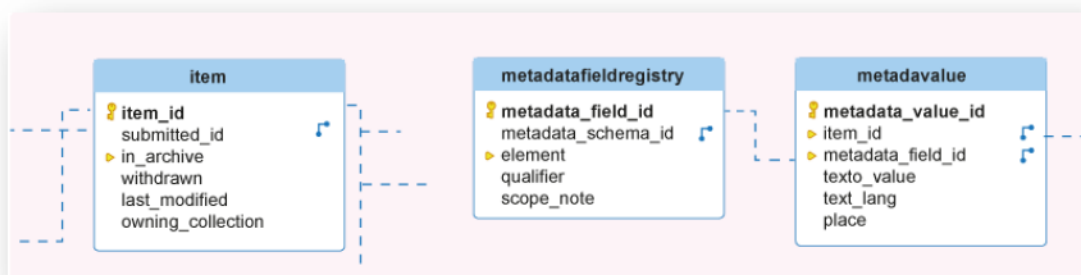 item
item_id
submitted_id
in_archive
withdrawn
last_modified
owning_collection
metadatafieldregistry
metadata_field_id
metadata_schema_id
element
qualifier
scope_note
metadavalue
metadata_value_id
item_id
metadata_field_id
texto_value
text_lang
place